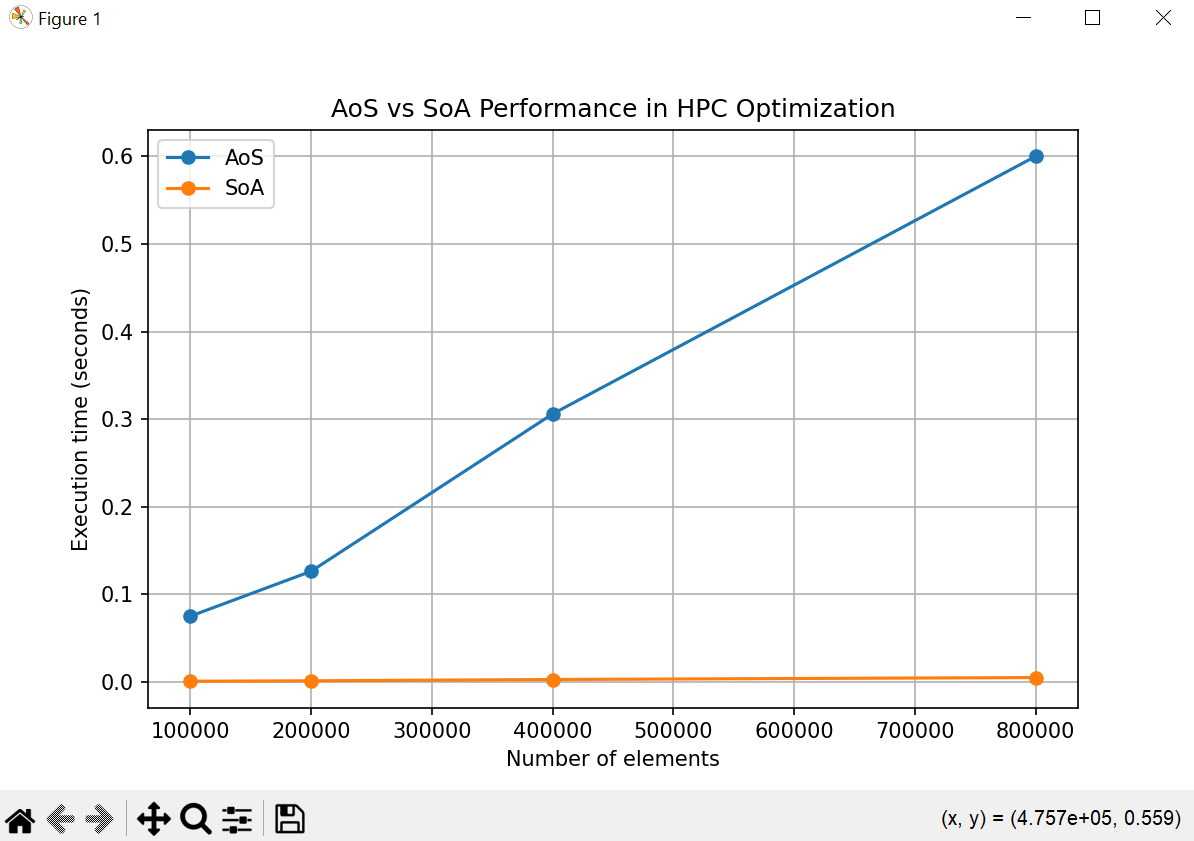 Figure 1
AoS vs SoA Performance in HPC Optimization
AoS
SoA
0.6
0.5
0.4
0.3
0.2
0.1
0.0
Execution time (seconds)
100000 200000 300000 400000 500000 600000 700000 800000
Number of elements
(x, y) = (4.757e+05, 0.559)